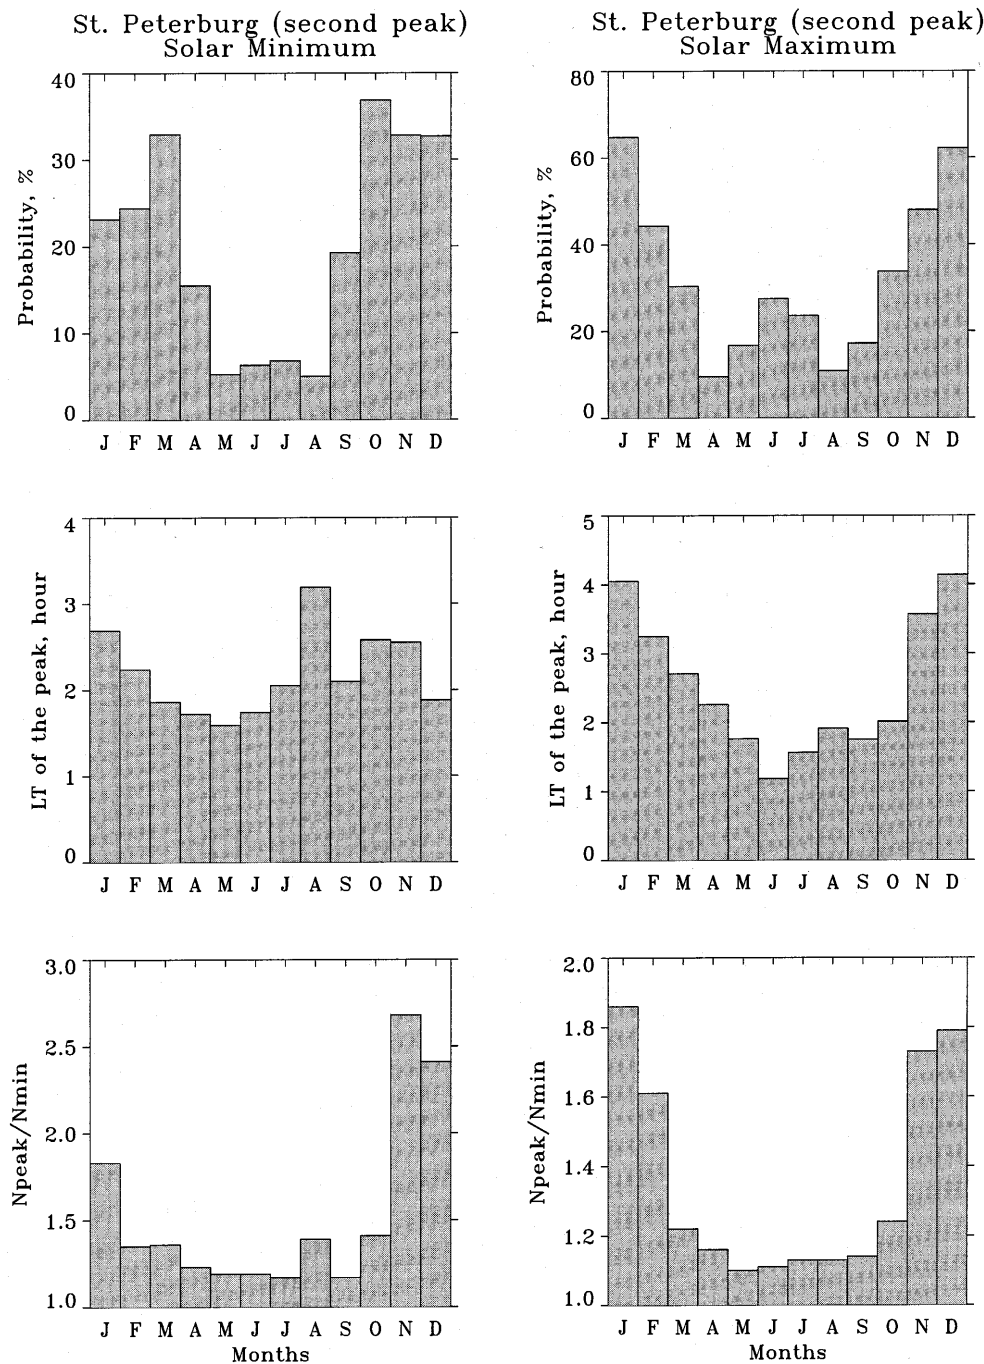 St. Peterburg (second peak)
Solar Minimum
40
30
20
10
0
Probability, %
J F M A M J J A S O N D
St. Peterburg (second peak)
Solar Maximum
80
60
40
20
0
Probability, %
J F M A M J J A S O N D
4
3
2
1
0
LT of the peak, hour
J F M A M J J A S O N D
5
4
3
2
1
0
LT of the peak, hour
J F M A M J J A S O N D
3.0
2.5
2.0
1.5
1.0
Npeak/Nmin
J F M A M J J A S O N D
Months
2.0
1.8
1.6
1.4
1.2
1.0
Npeak/Nmin
J F M A M J J A S O N D
Months